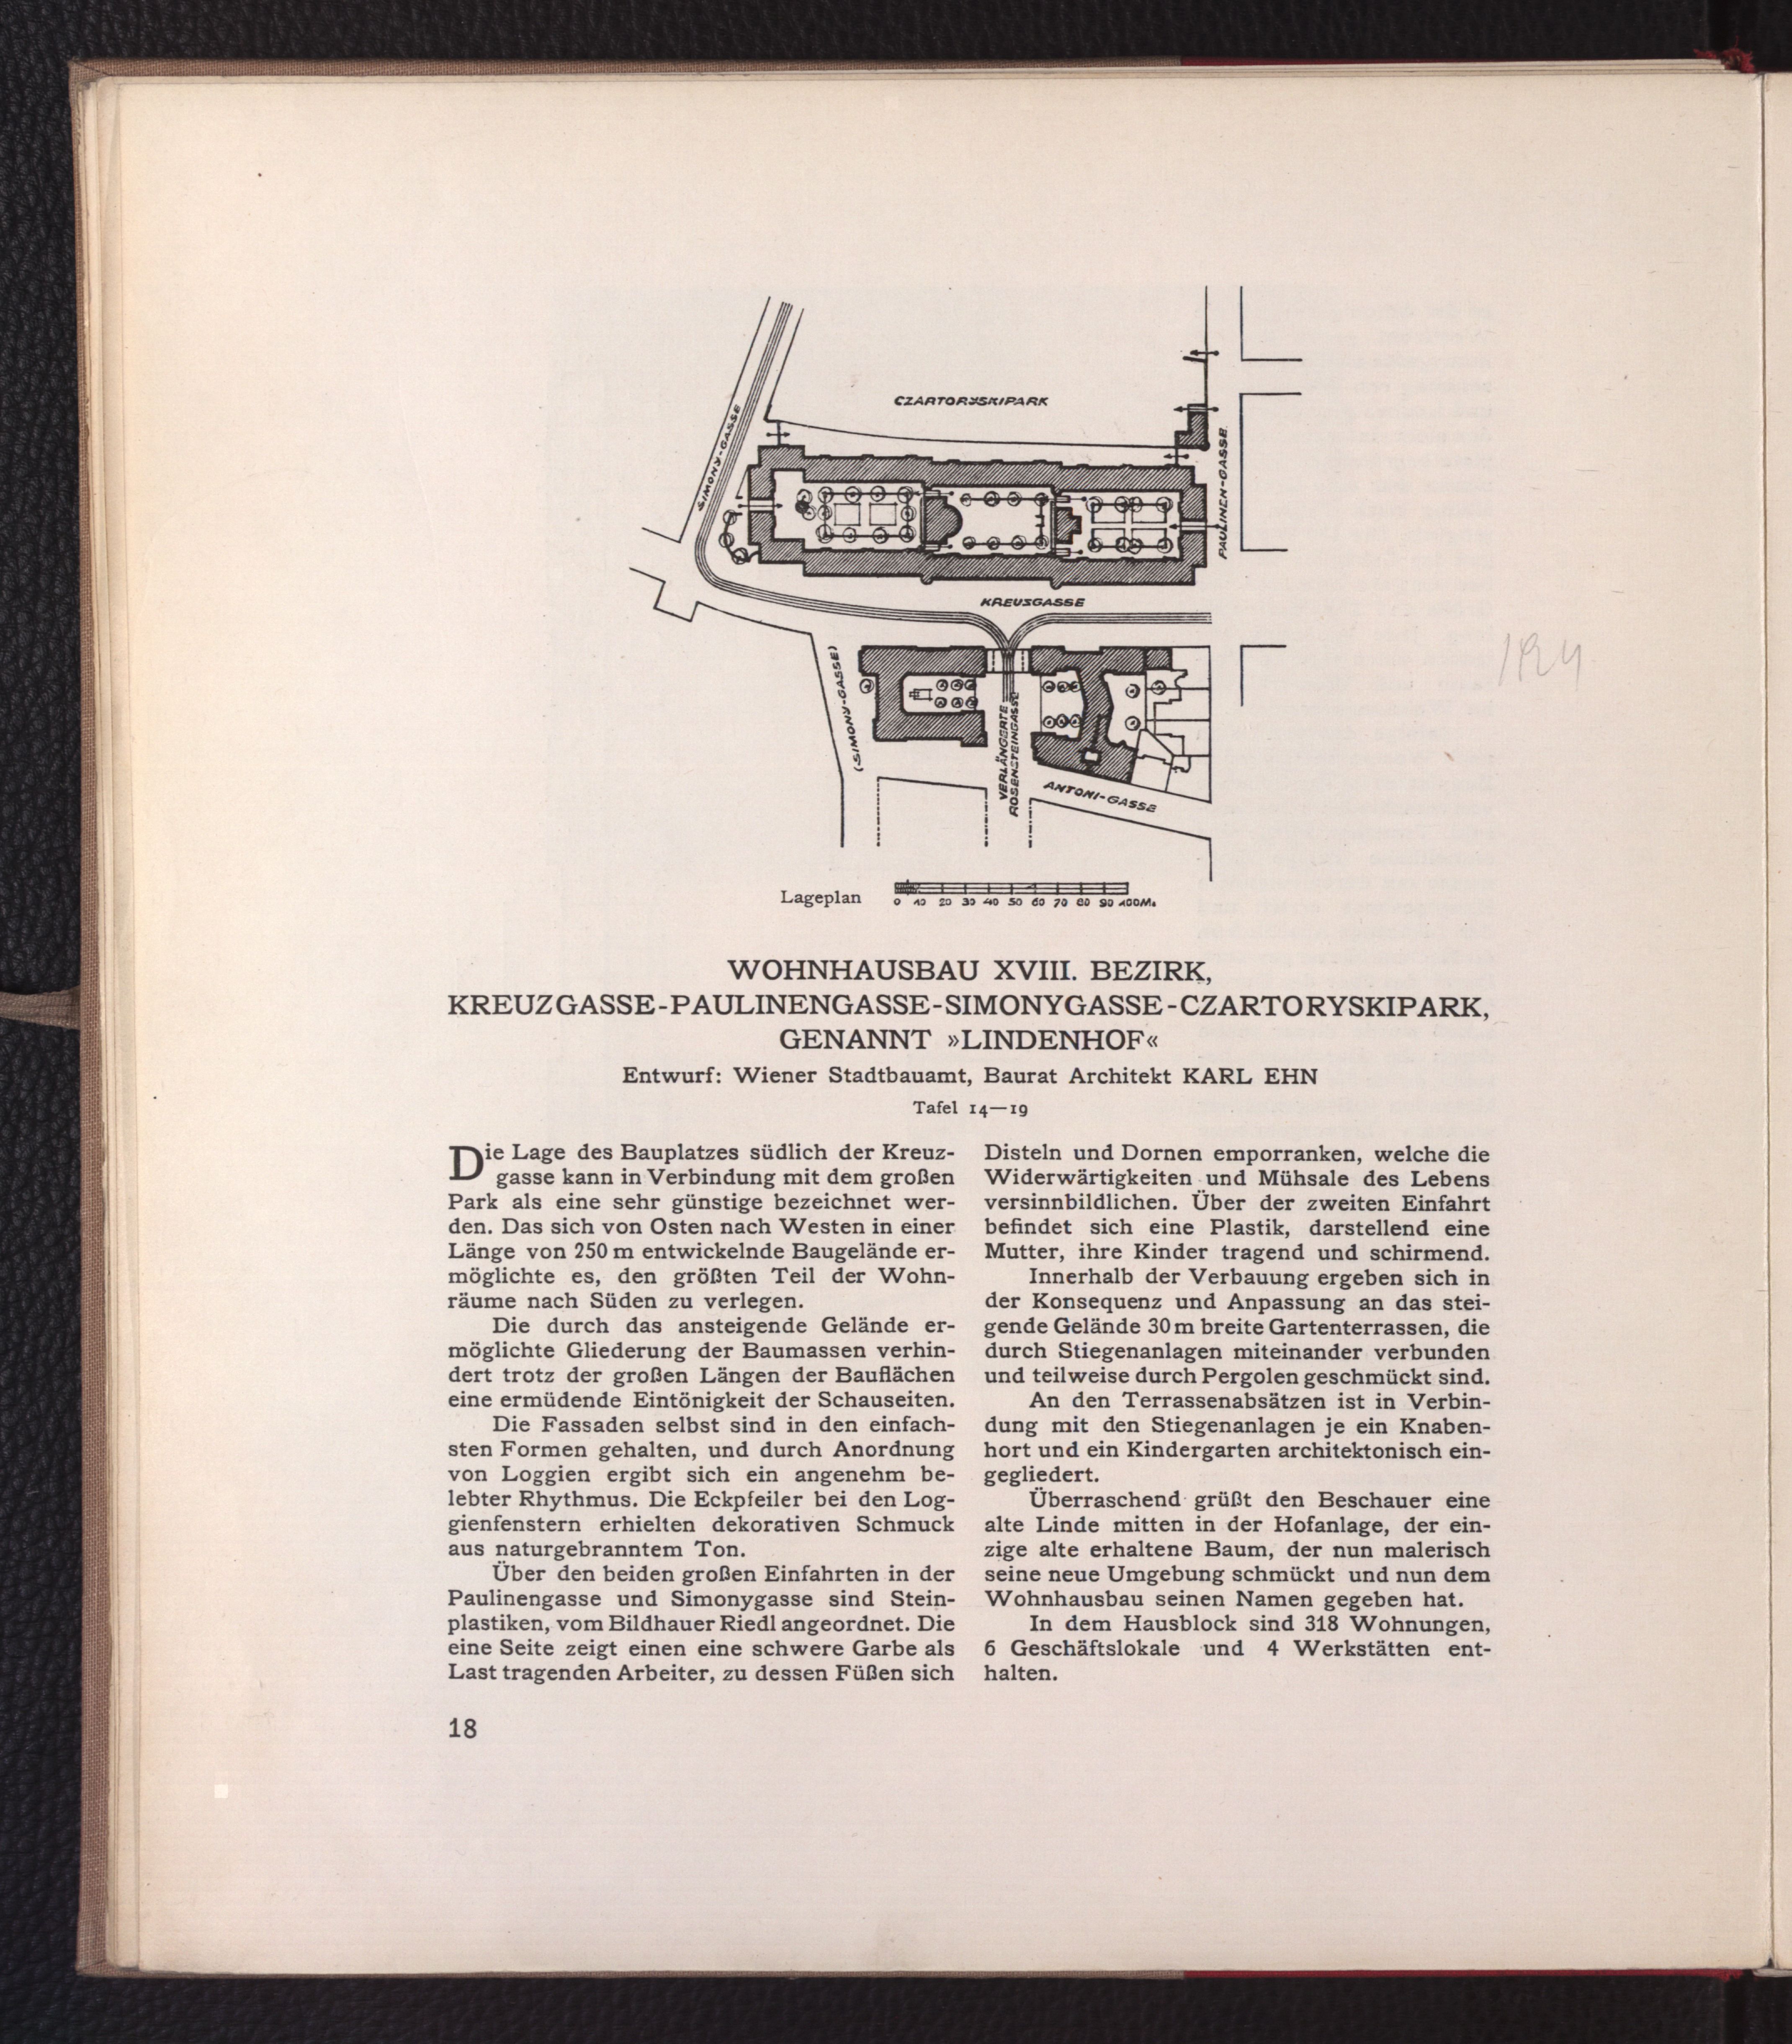 CZARTORYSKIPARK
SIMONY-GASSE
PAULINEN-GASSE
KREUZGASSE
(SIMONY-GASSE)
VERLÄNGERTE
ROSENSTEINGASSE
ANTONI-GASSE
Lageplan
0 10 20 30 40 50 60 70 80 90 100M.
WOHNHAUSBAU XVIII. BEZIRK,
KREUZGASSE-PAULINENGASSE-SIMONYGASSE-CZARTORYSKIPARK,
GENANNT »LINDENHOF«
Entwurf: Wiener Stadtbauamt, Baurat Architekt KARL EHN
Tafel 14—19
Die Lage des Bauplatzes südlich der Kreuz-
gasse kann in Verbindung mit dem großen
Park als eine sehr günstige bezeichnet wer-
den. Das sich von Osten nach Westen in einer
Länge von 250 m entwickelnde Baugelände er-
möglichte es, den größten Teil der Wohn-
räume nach Süden zu verlegen.
Die durch das ansteigende Gelände er-
möglichte Gliederung der Baumassen verhin-
dert trotz der großen Längen der Bauflächen
eine ermüdende Eintönigkeit der Schauseiten.
Die Fassaden selbst sind in den einfach-
sten Formen gehalten, und durch Anordnung
von Loggien ergibt sich ein angenehm be-
lebter Rhythmus. Die Eckpfeiler bei den Log-
gienfenstern erhielten dekorativen Schmuck
aus naturgebranntem Ton.
Über den beiden großen Einfahrten in der
Paulinengasse und Simonygasse sind Stein-
plastiken, vom Bildhauer Riedl angeordnet. Die
eine Seite zeigt einen eine schwere Garbe als
Last tragenden Arbeiter, zu dessen Füßen sich
Disteln und Dornen emporranken, welche die
Widerwärtigkeiten und Mühsale des Lebens
versinnbildlichen. Über der zweiten Einfahrt
befindet sich eine Plastik, darstellend eine
Mutter, ihre Kinder tragend und schirmend.
Innerhalb der Verbauung ergeben sich in
der Konsequenz und Anpassung an das stei-
gende Gelände 30 m breite Gartenterrassen, die
durch Stiegenanlagen miteinander verbunden
und teilweise durch Pergolen geschmückt sind.
An den Terrassenabsätzen ist in Verbin-
dung mit den Stiegenanlagen je ein Knaben-
hort und ein Kindergarten architektonisch ein-
gegliedert.
Überraschend grüßt den Beschauer eine
alte Linde mitten in der Hofanlage, der ein-
zige alte erhaltene Baum, der nun malerisch
seine neue Umgebung schmückt und nun dem
Wohnhausbau seinen Namen gegeben hat.
In dem Hausblock sind 318 Wohnungen,
6 Geschäftslokale und 4 Werkstätten ent-
halten.
18